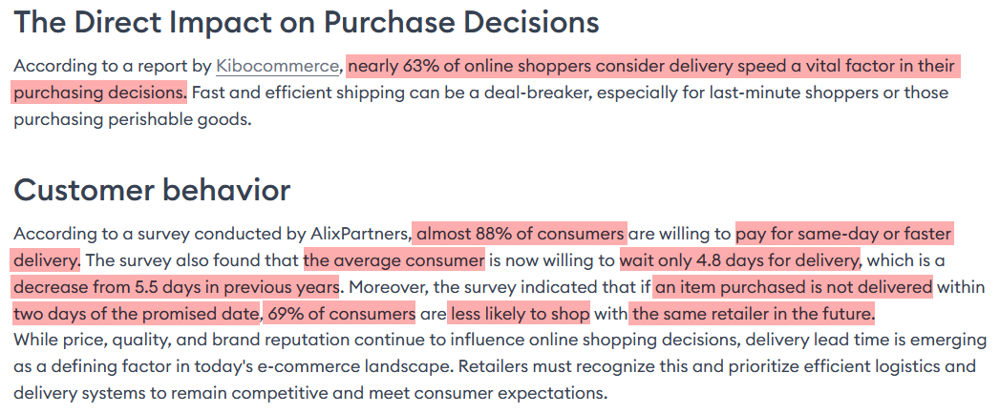 The Direct Impact on Purchase Decisions
According to a report by Kibocommerce, nearly 63% of online shoppers consider delivery speed a vital factor in their
purchasing decisions. Fast and efficient shipping can be a deal-breaker, especially for last-minute shoppers or those
purchasing perishable goods.
Customer behavior
According to a survey conducted by AlixPartners, almost 88% of consumers are willing to pay for same-day or faster
delivery. The survey also found that the average consumer is now willing to wait only 4.8 days for delivery, which is a
decrease from 5.5 days in previous years. Moreover, the survey indicated that if an item purchased is not delivered within
two days of the promised date, 69% of consumers are less likely to shop with the same retailer in the future.
While price, quality, and brand reputation continue to influence online shopping decisions, delivery lead time is emerging
as a defining factor in today's e-commerce landscape. Retailers must recognize this and prioritize efficient logistics and
delivery systems to remain competitive and meet consumer expectations.